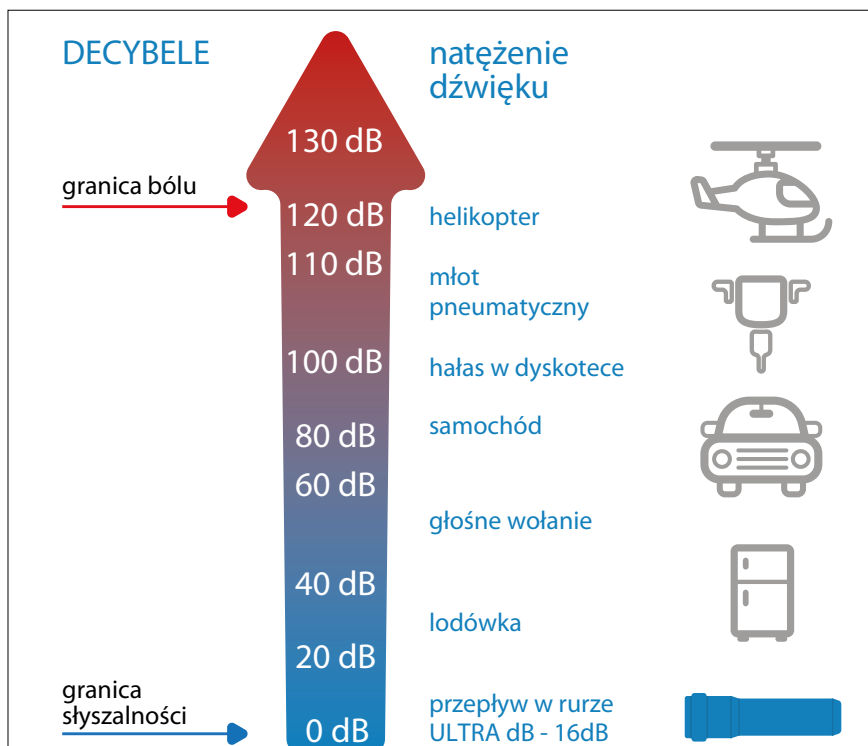 DECYBELE
natężenie
dźwięku
130 dB
granica bólu
120 dB
helikopter
110 dB
młot
pneumatyczny
100 dB
hałas w dyskotece
80 dB
samochód
60 dB
głośne wołanie
40 dB
lodówka
20 dB
granica
słyszalności
0 dB
przepływ w rurze
ULTRA dB - 16dB